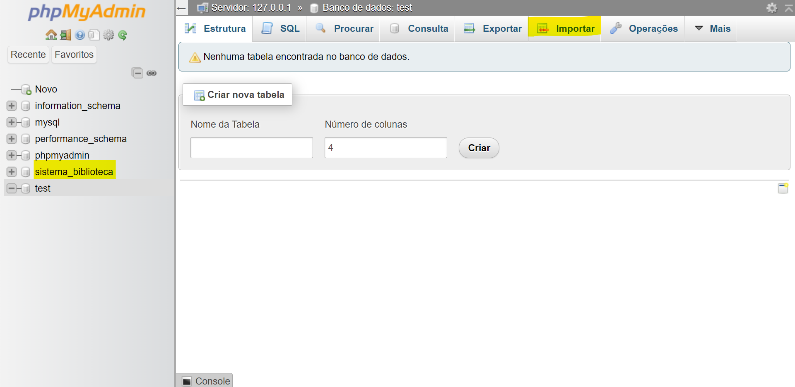 phpMyAdmin
Recente Favoritos
Novo
information_schema
mysql
performance_schema
phpmyadmin
sistema_biblioteca
test
Servidor: 127.0.0.1 » Banco de dados: test
Estrutura SQL Procurar Consulta Exportar Importar Operações Mais
Nenhuma tabela encontrada no banco de dados.
Criar nova tabela
Nome da Tabela Número de colunas
4 Criar
Console